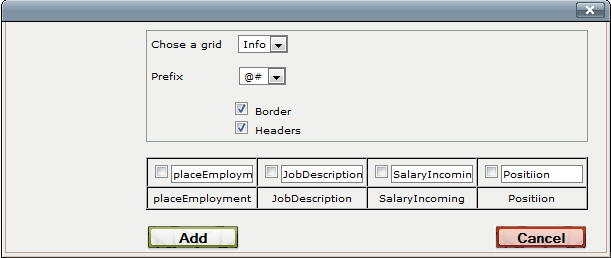 Chose a grid Info
Prefix @#
Border
Headers
placeEmploym JobDescription SalaryIncomin Positiion
placeEmployment JobDescription SalaryIncoming Positiion
Add Cancel